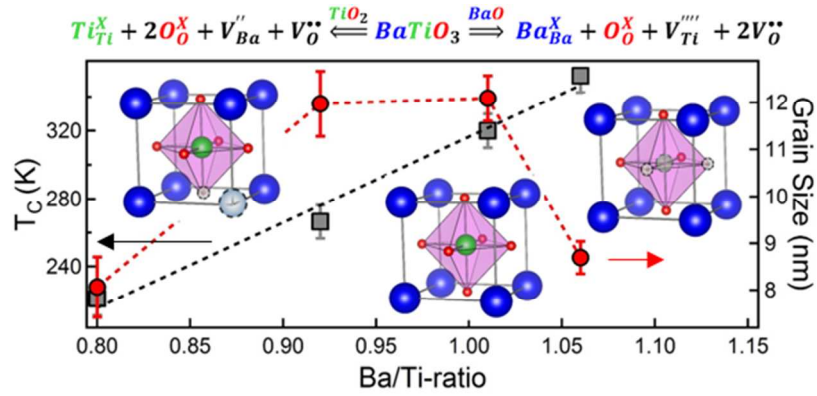 Ti_Ti^X + 2O_O^X + V_Ba^'' + V_O^•• ⇐(TiO₂) BaTiO₃ ⇒(BaO) Ba_Ba^X + O_O^X + V_Ti^'''' + 2V_O^••
T_C (K)
320
280
240
12
11
10
9
8
Grain Size (nm)
0.80 0.85 0.90 0.95 1.00 1.05 1.10 1.15
Ba/Ti-ratio